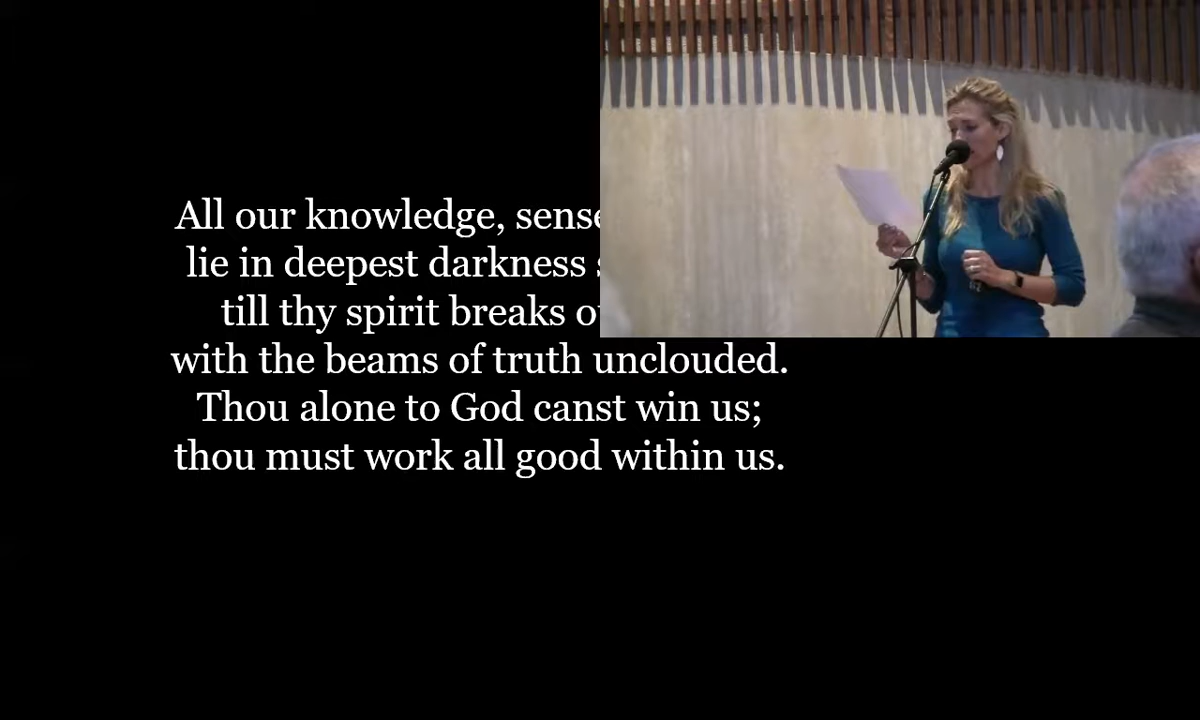 All our knowledge, sense
lie in deepest darkness
till thy spirit breaks
with the beams of truth unclouded.
Thou alone to God canst win us;
thou must work all good within us.